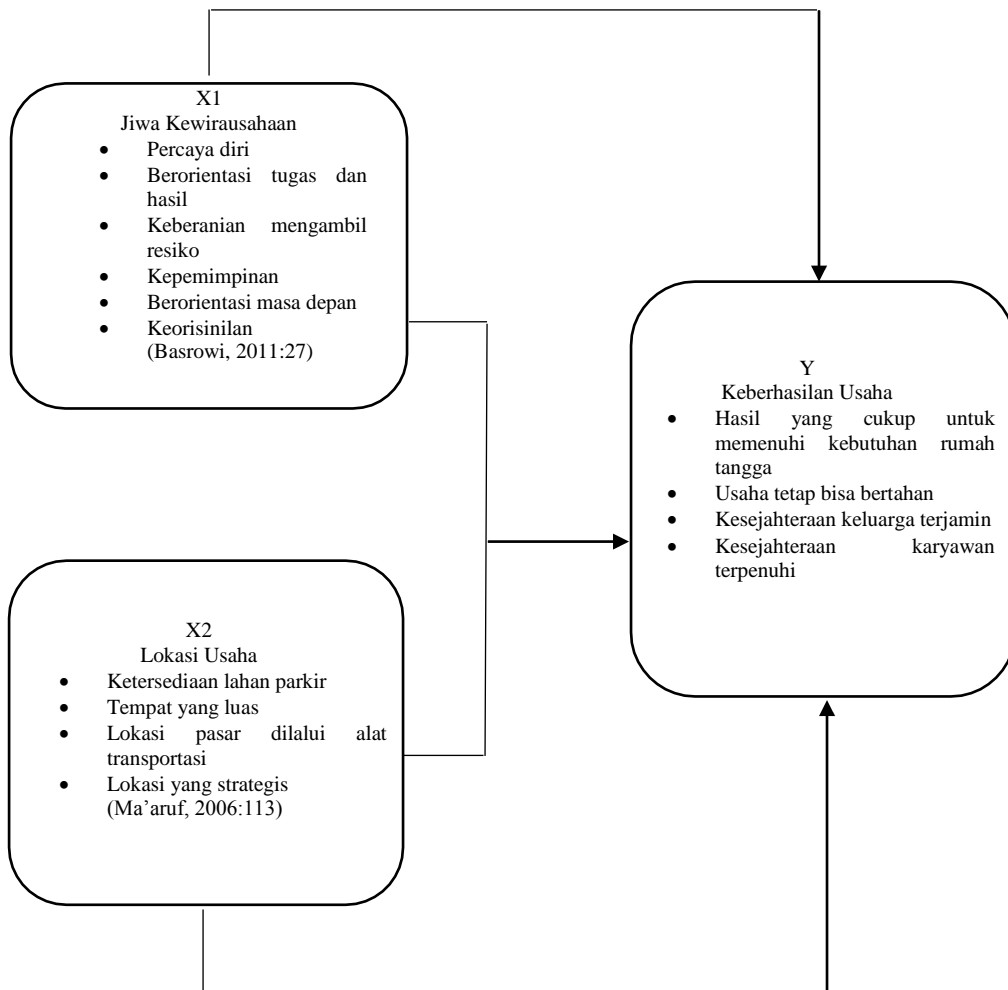 X1
Jiwa Kewirausahaan
• Percaya diri
• Berorientasi tugas dan
hasil
• Keberanian mengambil
resiko
• Kepemimpinan
• Berorientasi masa depan
• Keorisinilan
(Basrowi, 2011:27)
Y
Keberhasilan Usaha
• Hasil yang cukup untuk
memenuhi kebutuhan rumah
tangga
• Usaha tetap bisa bertahan
• Kesejahteraan keluarga terjamin
• Kesejahteraan karyawan
terpenuhi
X2
Lokasi Usaha
• Ketersediaan lahan parkir
• Tempat yang luas
• Lokasi pasar dilalui alat
transportasi
• Lokasi yang strategis
(Ma’aruf, 2006:113)